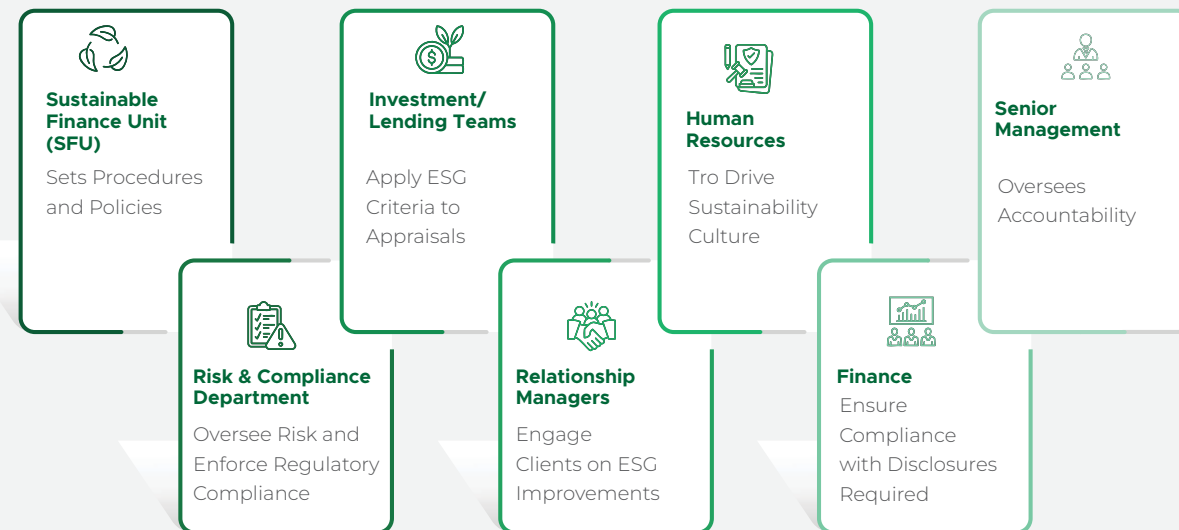 Sustainable
Finance Unit
(SFU)
Sets Procedures
and Policies
Risk & Compliance
Department
Oversee Risk and
Enforce Regulatory
Compliance
Investment/
Lending Teams
Apply ESG
Criteria to
Appraisals
Relationship
Managers
Engage
Clients on ESG
Improvements
Human
Resources
Tro Drive
Sustainability
Culture
Finance
Ensure
Compliance
with Disclosures
Required
Senior
Management
Oversees
Accountability